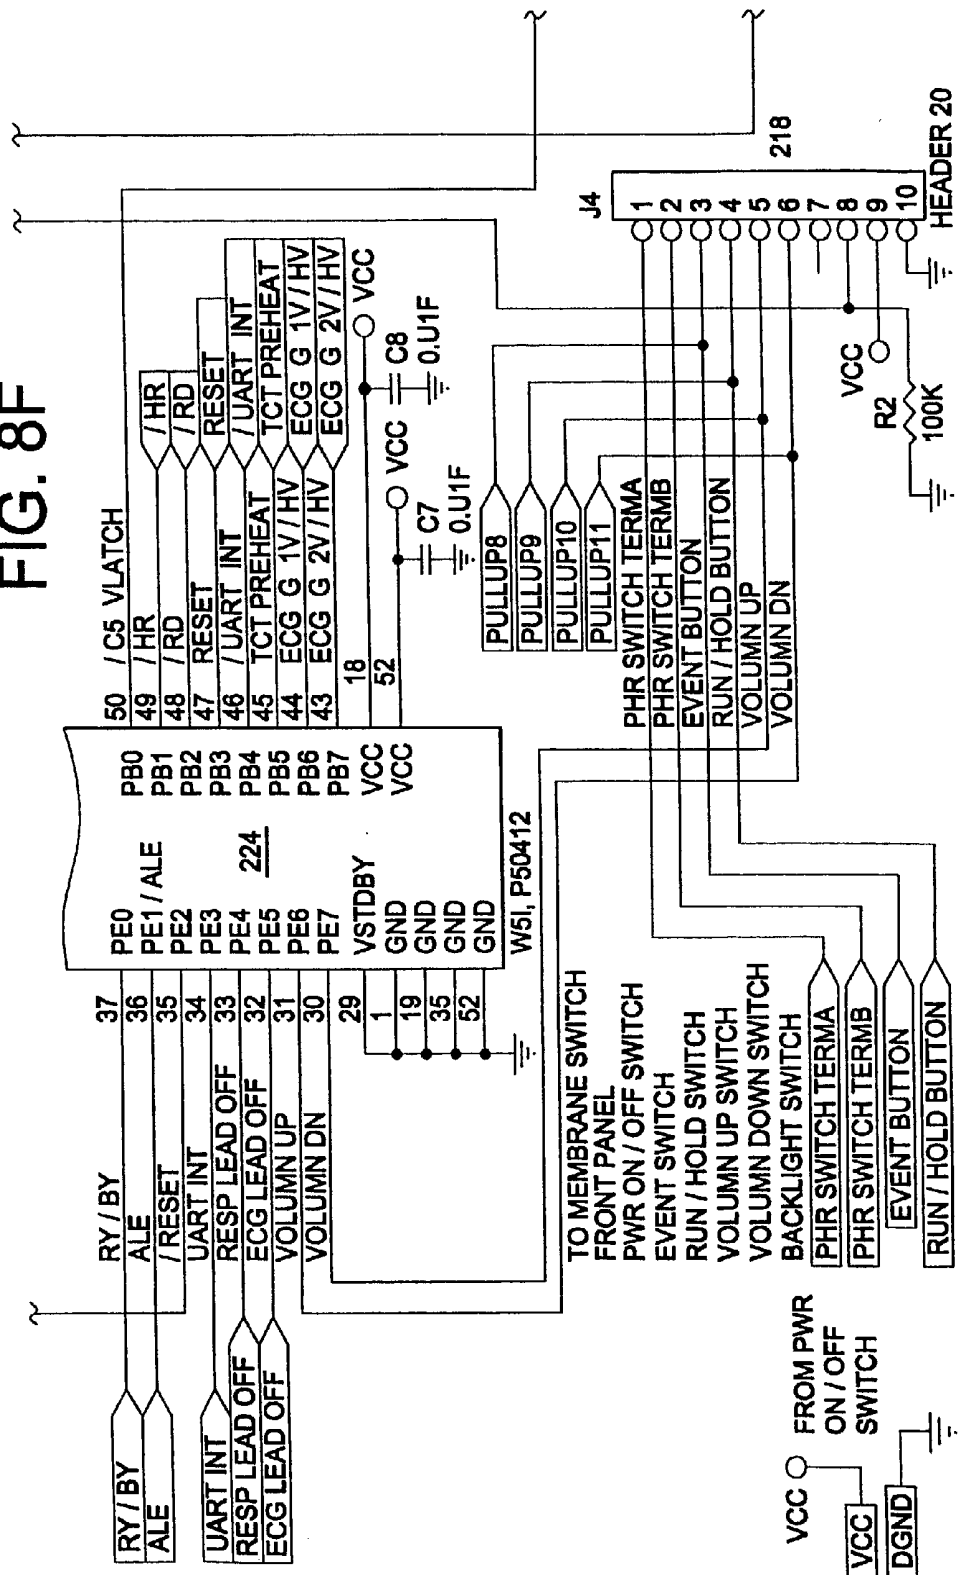 FIG. 8F
RY / BY
ALE
UART INT
RESP LEAD OFF
ECG LEAD OFF
RY / BY
ALE
/RESET
UART INT
RESP LEAD OFF
ECG LEAD OFF
VOLUMN UP
VOLUMN DN
37
36
35
34
33
32
31
30
29
1
19
35
52
PE0
PE1 / ALE
PE2
PE3
PE4
PE5
PE6
PE7
VSTDBY
GND
GND
GND
GND
224
W5I, P50412
PB0
PB1
PB2
PB3
PB4
PB5
PB6
PB7
VCC
VCC
50
49
48
47
46
45
44
43
18
52
/ C5 VLATCH
/ HR
/ RD
RESET
/ UART INT
TCT PREHEAT
ECG G 1V / HV
ECG G 2V / HV
/ HR
/ RD
RESET
/ UART INT
TCT PREHEAT
ECG G 1V / HV
ECG G 2V / HV
VCC
C8
0.U1F
VCC
C7
0.U1F
PULLUP8
PULLUP9
PULLUP10
PULLUP11
PHR SWITCH TERMA
PHR SWITCH TERMB
EVENT BUTTON
RUN / HOLD BUTTON
VOLUMN UP
VOLUMN DN
J4
1
2
3
4
5
6
7
8
9
10
218
HEADER 20
VCC
R2
100K
TO MEMBRANE SWITCH
FRONT PANEL
PWR ON / OFF SWITCH
EVENT SWITCH
RUN / HOLD SWITCH
VOLUMN UP SWITCH
VOLUMN DOWN SWITCH
BACKLIGHT SWITCH
PHR SWITCH TERMA
PHR SWITCH TERMB
EVENT BUTTON
RUN / HOLD BUTTON
VCC
FROM PWR
ON / OFF
SWITCH
VCC
DGND